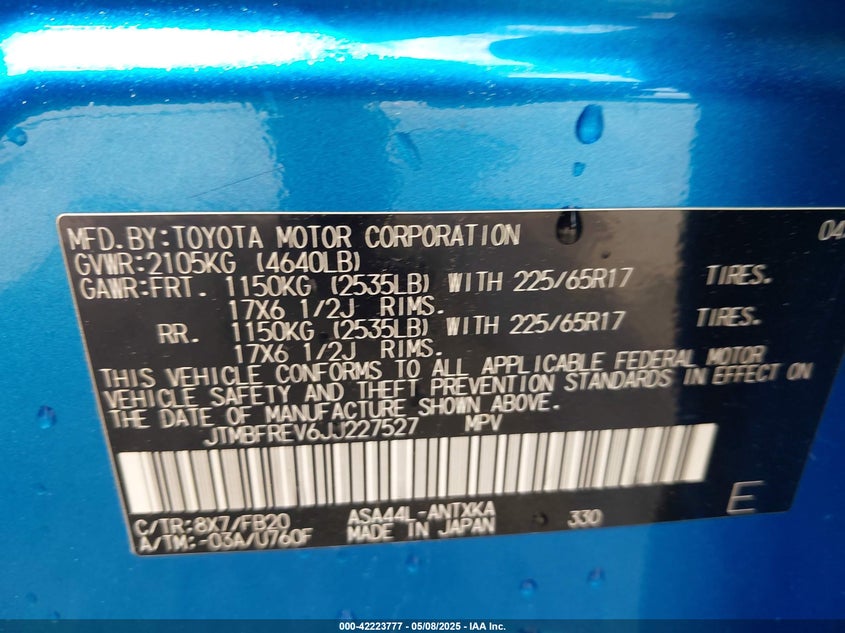 MFD.BY:TOYOTA MOTOR CORPORATION 04
GVWR:2105KG (4640LB)
GAWR:FRT. 1150KG (2535LB) WITH 225/65R17 TIRES.
17X6 1/2J RIMS.
RR. 1150KG (2535LB) WITH 225/65R17 TIRES.
17X6 1/2J RIMS.
THIS VEHICLE CONFORMS TO ALL APPLICABLE FEDERAL MOTOR
VEHICLE SAFETY AND THEFT PREVENTION STANDARDS IN EFFECT ON
THE DATE OF MANUFACTURE SHOWN ABOVE.
JTMBFREV6JJ227527 MPV
C/TR:8X7/FB20 ASA44L-ANTXKA 330 E
A/TM:-03A/U760F MADE IN JAPAN
000-42223777 - 05/08/2025 - IAA Inc.